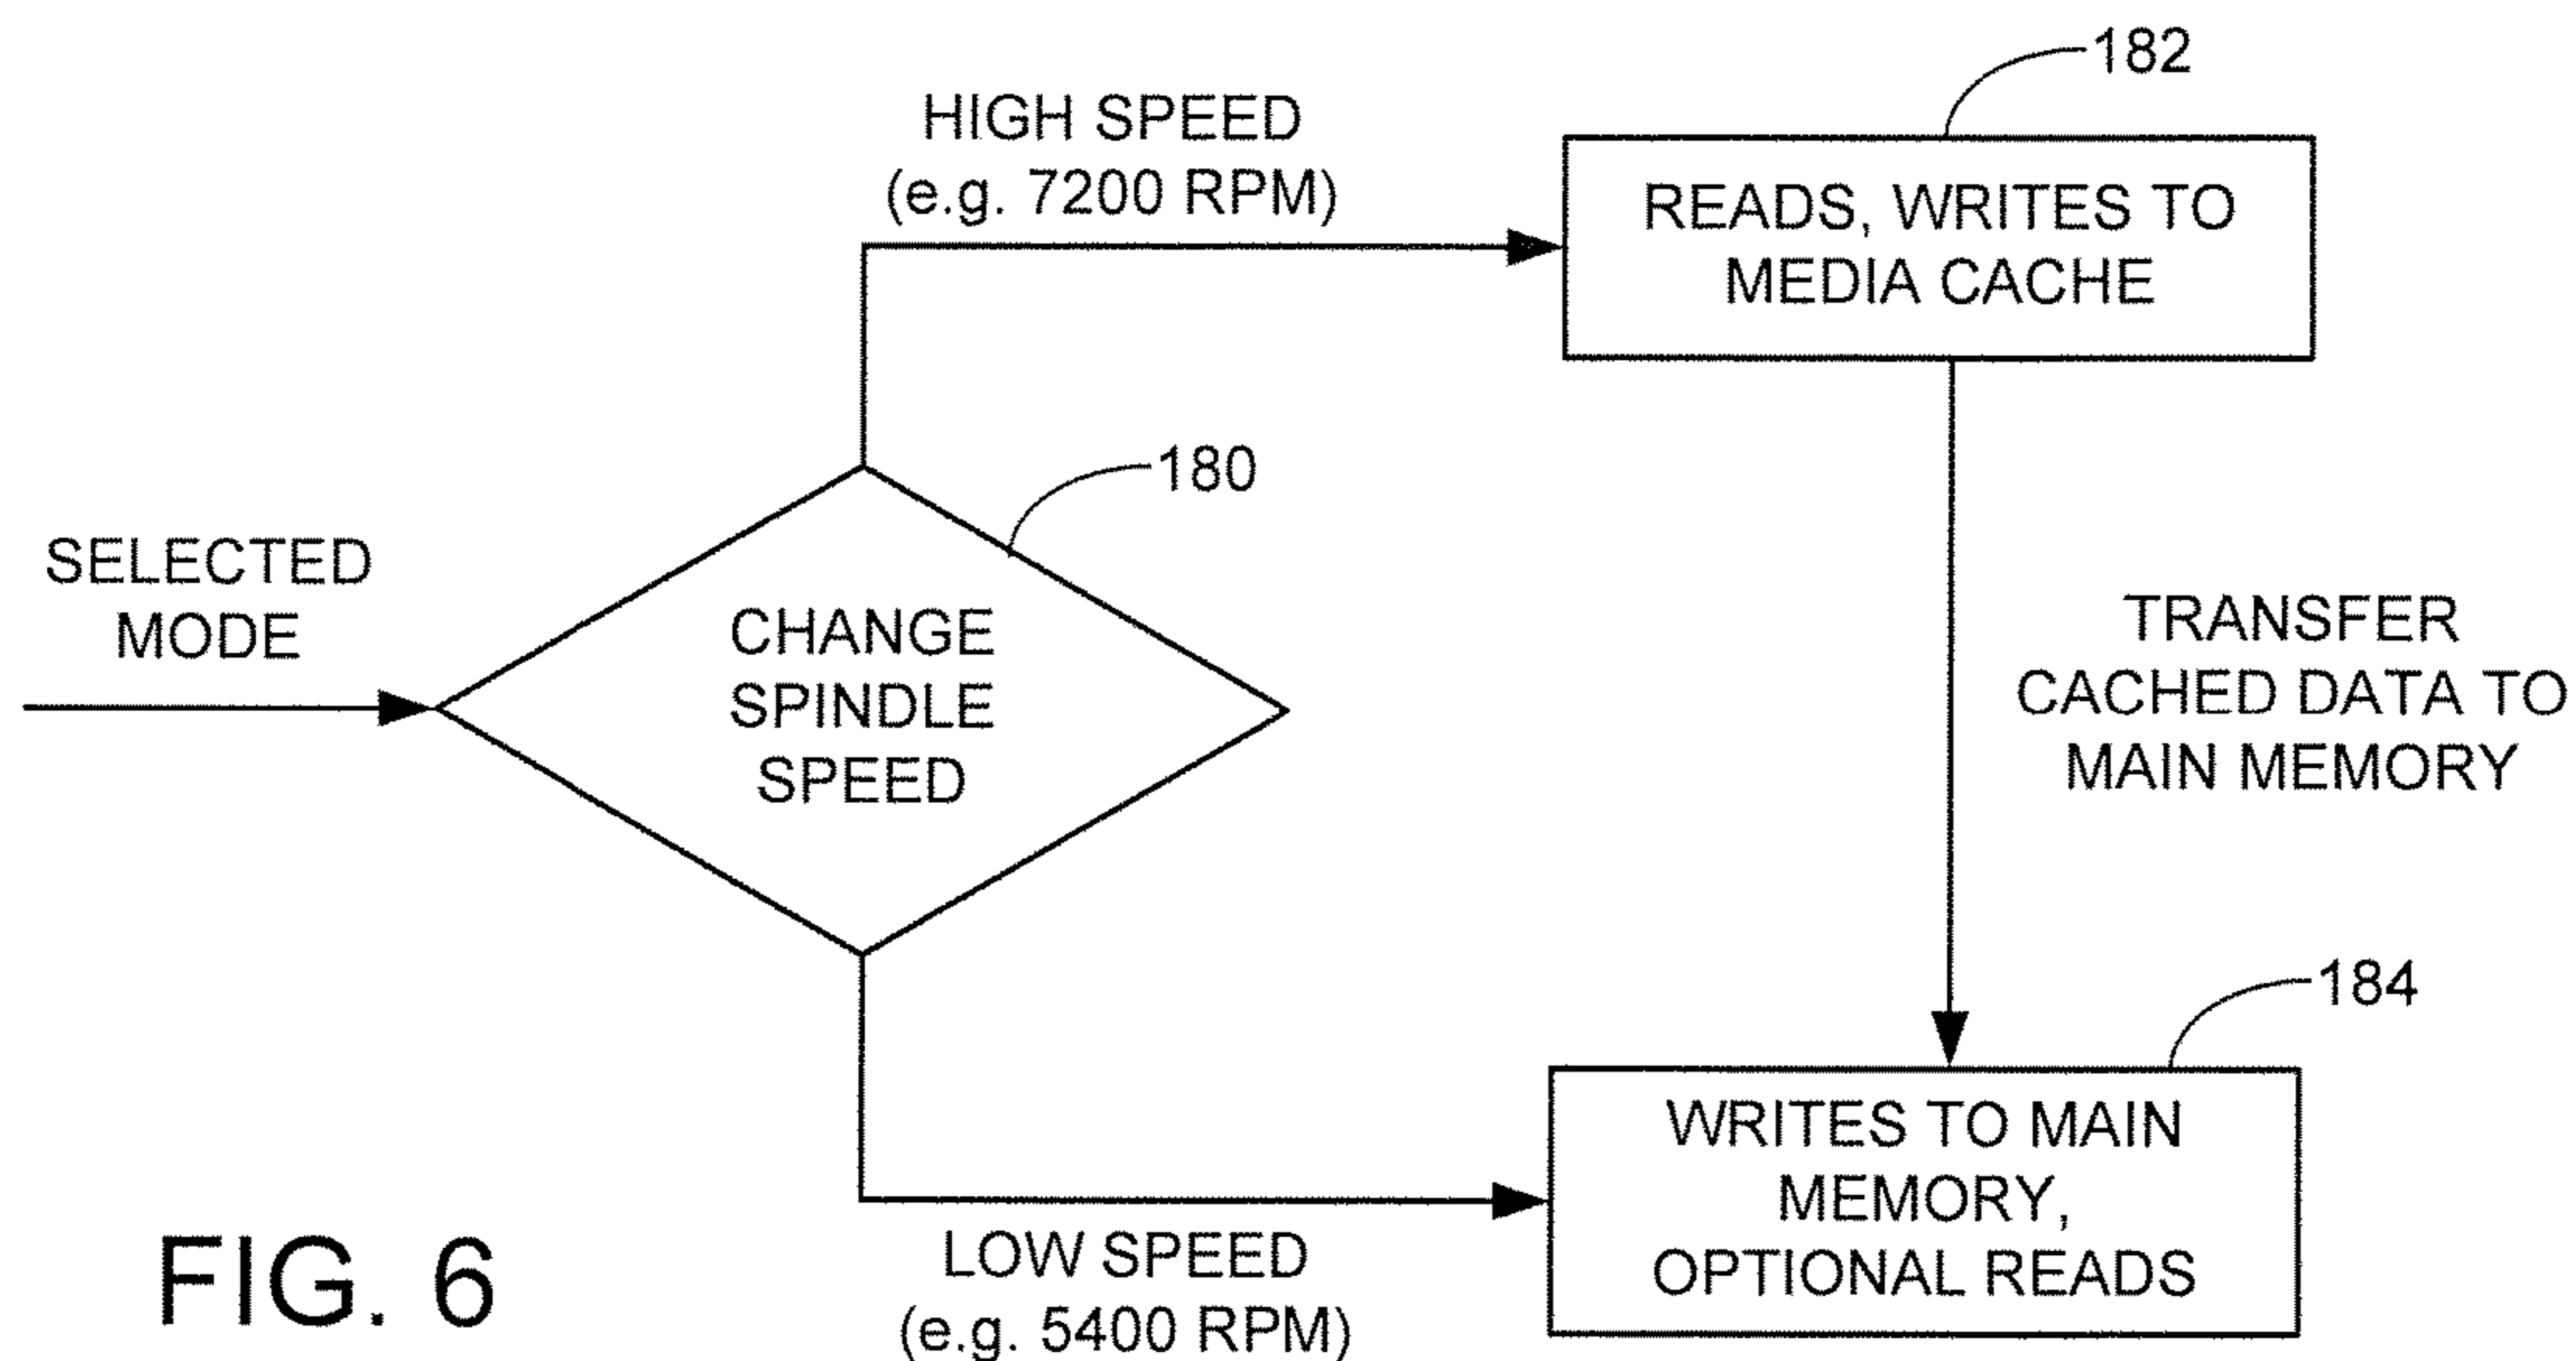 182
HIGH SPEED
(e.g. 7200 RPM)
READS, WRITES TO
MEDIA CACHE
180
SELECTED
MODE
CHANGE
SPINDLE
SPEED
TRANSFER
CACHED DATA TO
MAIN MEMORY
184
WRITES TO MAIN
MEMORY,
OPTIONAL READS
LOW SPEED
(e.g. 5400 RPM)
FIG. 6